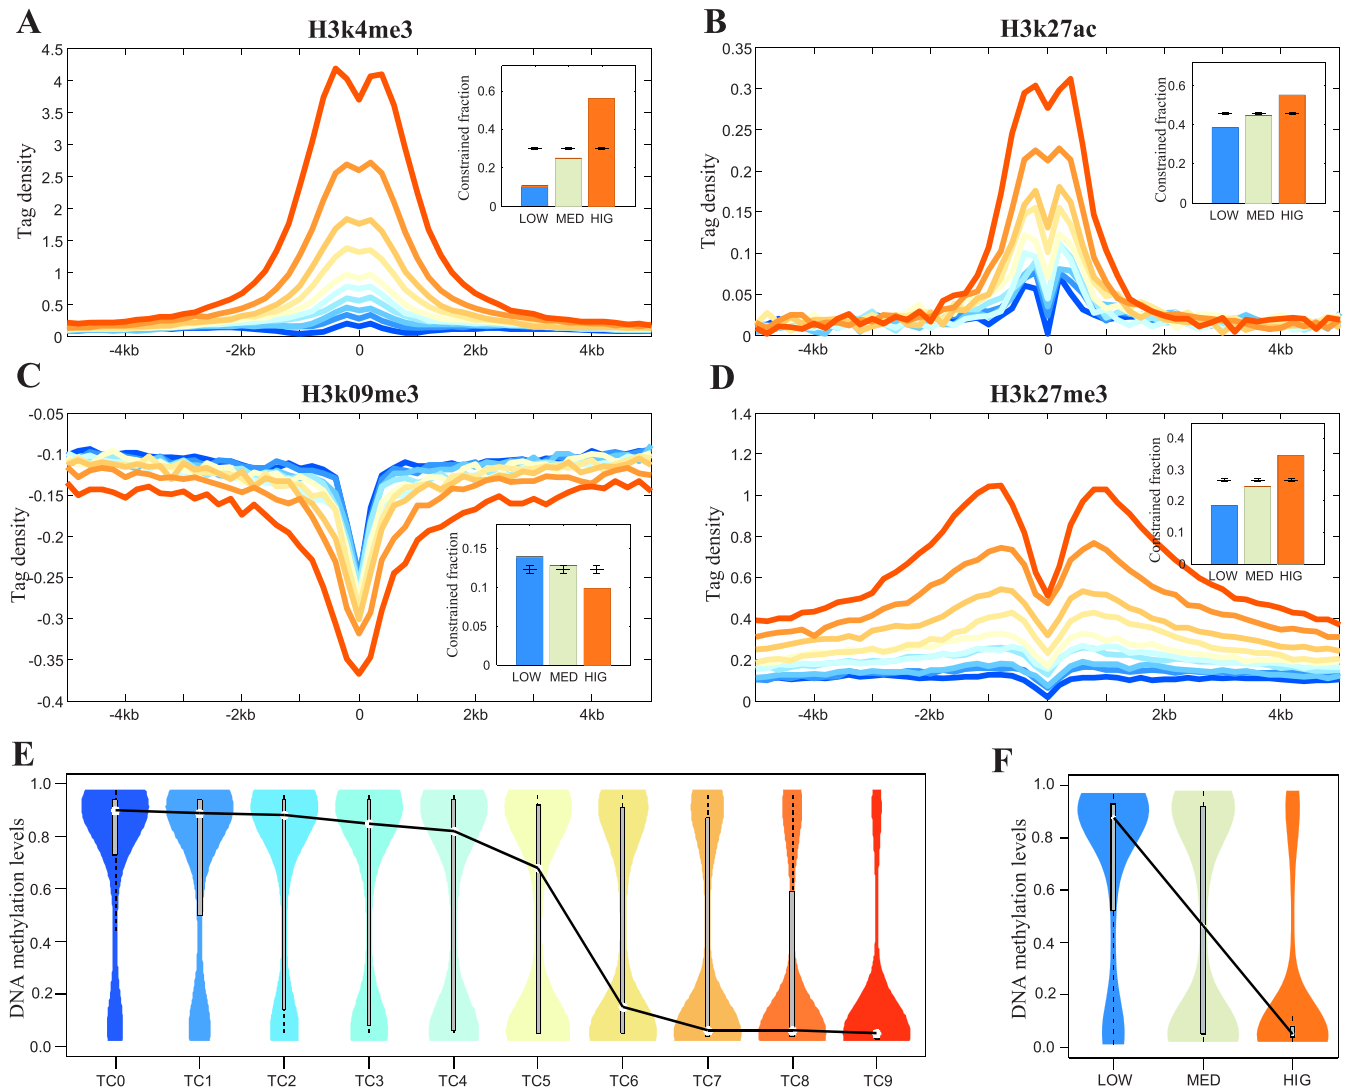 A
H3k4me3
Tag density
4.5
4
3.5
3
2.5
2
1.5
1
0.5
0
-4kb -2kb 0 2kb 4kb
Constrained fraction
0.6
0.4
0.2
0
LOW MED HIG
B
H3k27ac
Tag density
0.35
0.3
0.25
0.2
0.15
0.1
0.05
0
-4kb -2kb 0 2kb 4kb
Constrained fraction
0.6
0.4
0.2
0
LOW MED HIG
C
H3k09me3
Tag density
-0.05
-0.1
-0.15
-0.2
-0.25
-0.3
-0.35
-0.4
-4kb -2kb 0 2kb 4kb
Constrained fraction
0.15
0.1
0.05
0
LOW MED HIG
D
H3k27me3
Tag density
1.4
1.2
1
0.8
0.6
0.4
0.2
0
-4kb -2kb 0 2kb 4kb
Constrained fraction
0.4
0.3
0.2
0.1
0
LOW MED HIG
E
DNA methylation levels
1.0
0.8
0.6
0.4
0.2
0.0
TC0 TC1 TC2 TC3 TC4 TC5 TC6 TC7 TC8 TC9
F
DNA methylation levels
1.0
0.8
0.6
0.4
0.2
0.0
LOW MED HIG